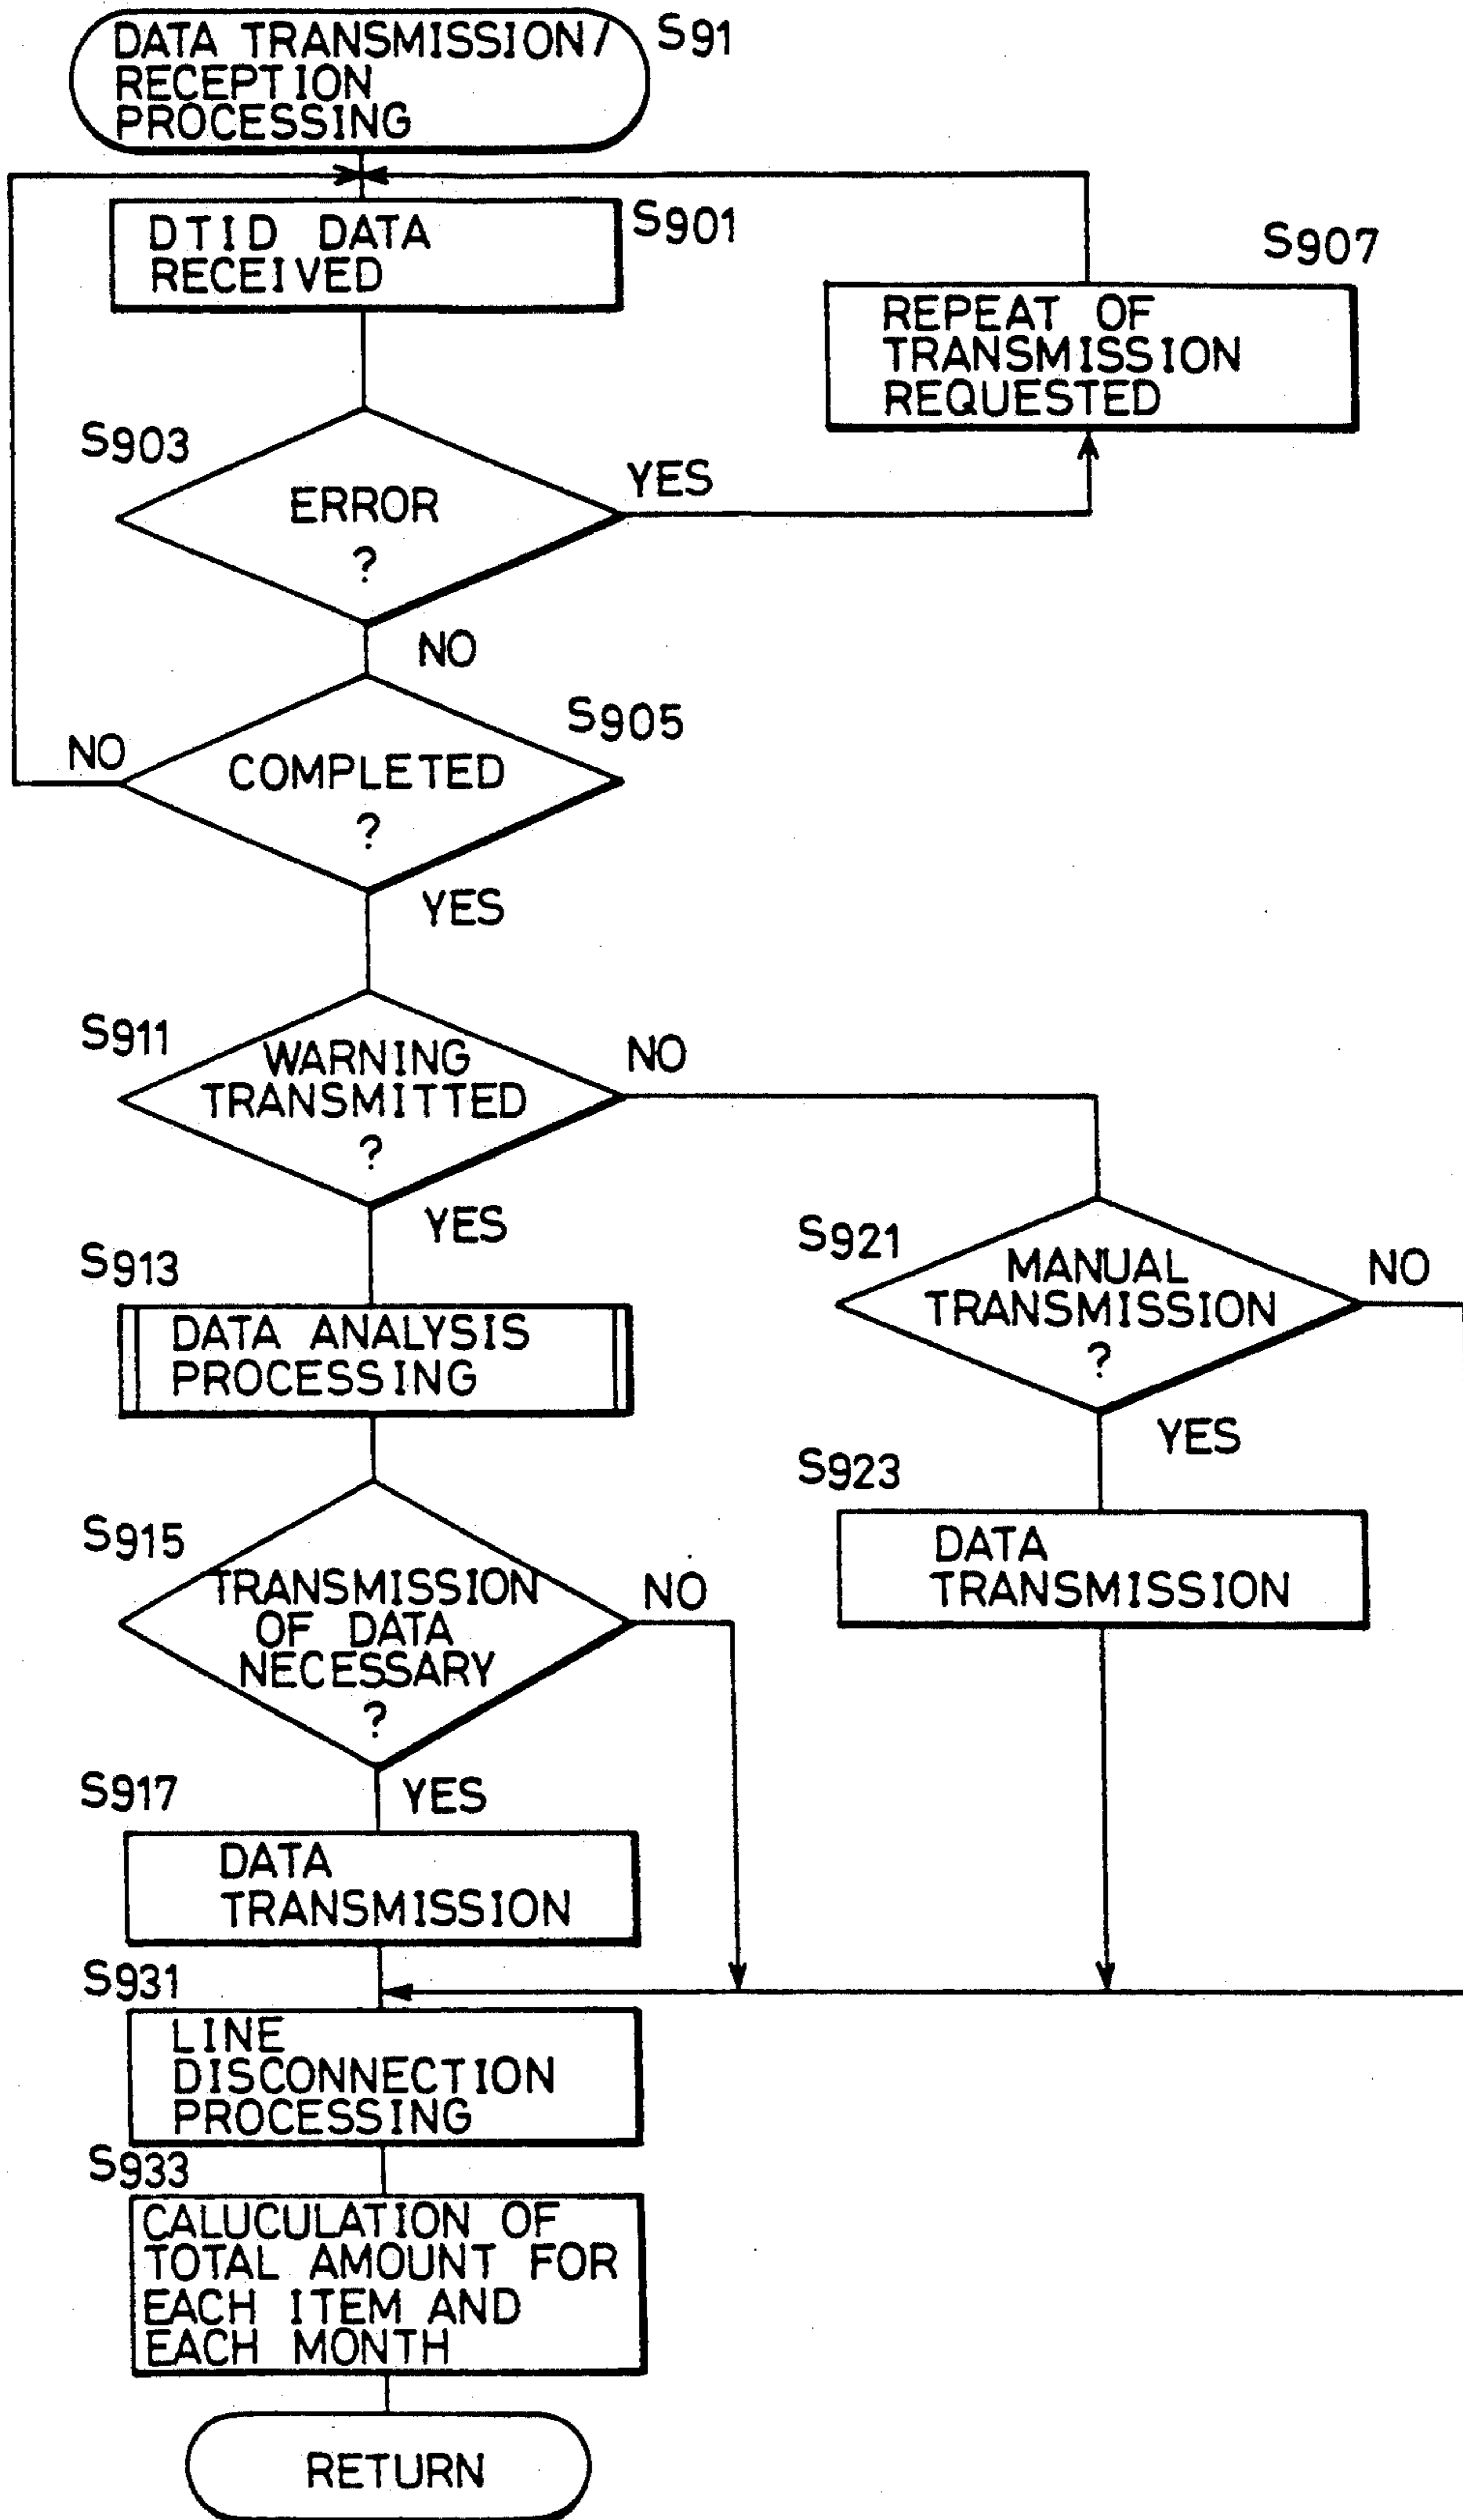 DATA TRANSMISSION/
RECEPTION
PROCESSING
S91
DTID DATA
RECEIVED
S901
S907
REPEAT OF
TRANSMISSION
REQUESTED
S903
ERROR
?
YES
NO
S905
NO
COMPLETED
?
YES
S911
WARNING
TRANSMITTED
?
NO
YES
S921
MANUAL
TRANSMISSION
?
NO
YES
S913
DATA ANALYSIS
PROCESSING
S923
DATA
TRANSMISSION
S915
TRANSMISSION
OF DATA
NECESSARY
?
NO
YES
S917
DATA
TRANSMISSION
S931
LINE
DISCONNECTION
PROCESSING
S933
CALUCULATION OF
TOTAL AMOUNT FOR
EACH ITEM AND
EACH MONTH
RETURN